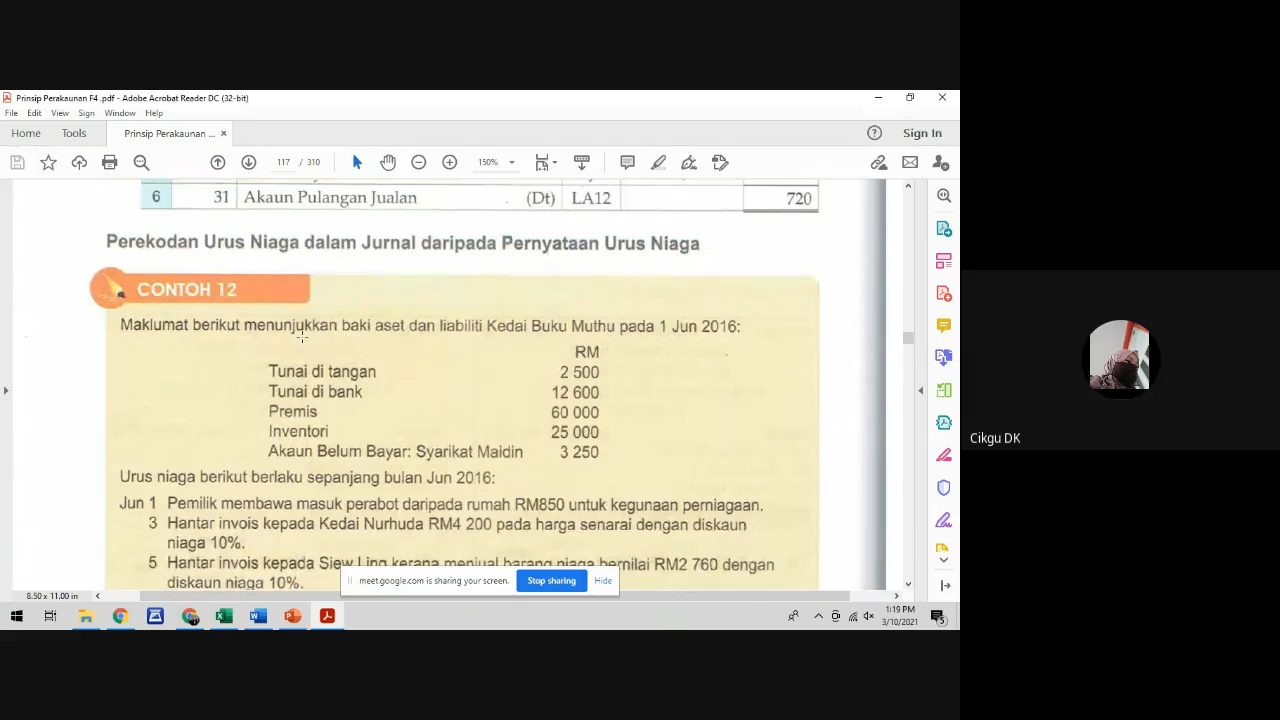 Prinsip Perakaunan F4 .pdf - Adobe Acrobat Reader DC (32-bit)
File Edit View Sign Window Help
Home Tools Prinsip Perakaunan ... × Sign In
117 / 310 150%
6 31 Akaun Pulangan Jualan (Dt) LA12 720
Perekodan Urus Niaga dalam Jurnal daripada Pernyataan Urus Niaga
CONTOH 12
Maklumat berikut menunjukkan baki aset dan liabiliti Kedai Buku Muthu pada 1 Jun 2016:
RM
Tunai di tangan 2 500
Tunai di bank 12 600
Premis 60 000
Inventori 25 000
Akaun Belum Bayar: Syarikat Maidin 3 250
Urus niaga berikut berlaku sepanjang bulan Jun 2016:
Jun 1 Pemilik membawa masuk perabot daripada rumah RM850 untuk kegunaan perniagaan.
3 Hantar invois kepada Kedai Nurhuda RM4 200 pada harga senarai dengan diskaun
niaga 10%.
5 Hantar invois kepada Siew Ling kerana menjual barang niaga bernilai RM2 760 dengan
diskaun niaga 10%.
meet.google.com is sharing your screen. Stop sharing Hide
8.50 x 11.00 in
1:19 PM
3/10/2021
5
Cikgu DK